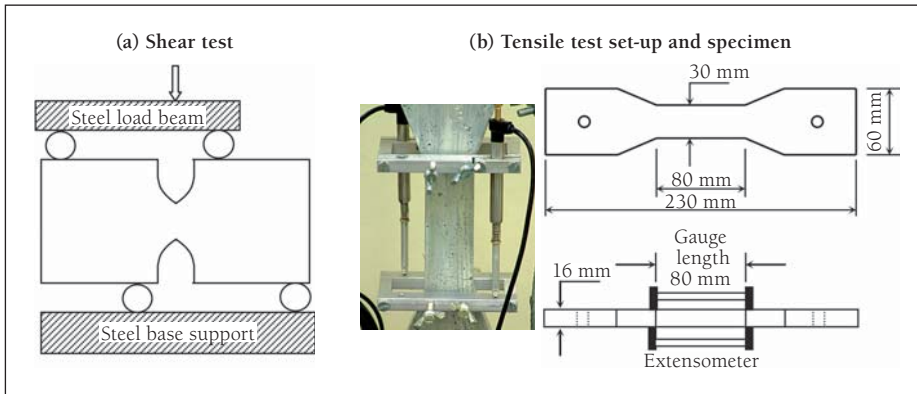 (a) Shear test
Steel load beam
Steel base support
(b) Tensile test set-up and specimen
30 mm
60 mm
80 mm
230 mm
Gauge
length
80 mm
16 mm
Extensometer